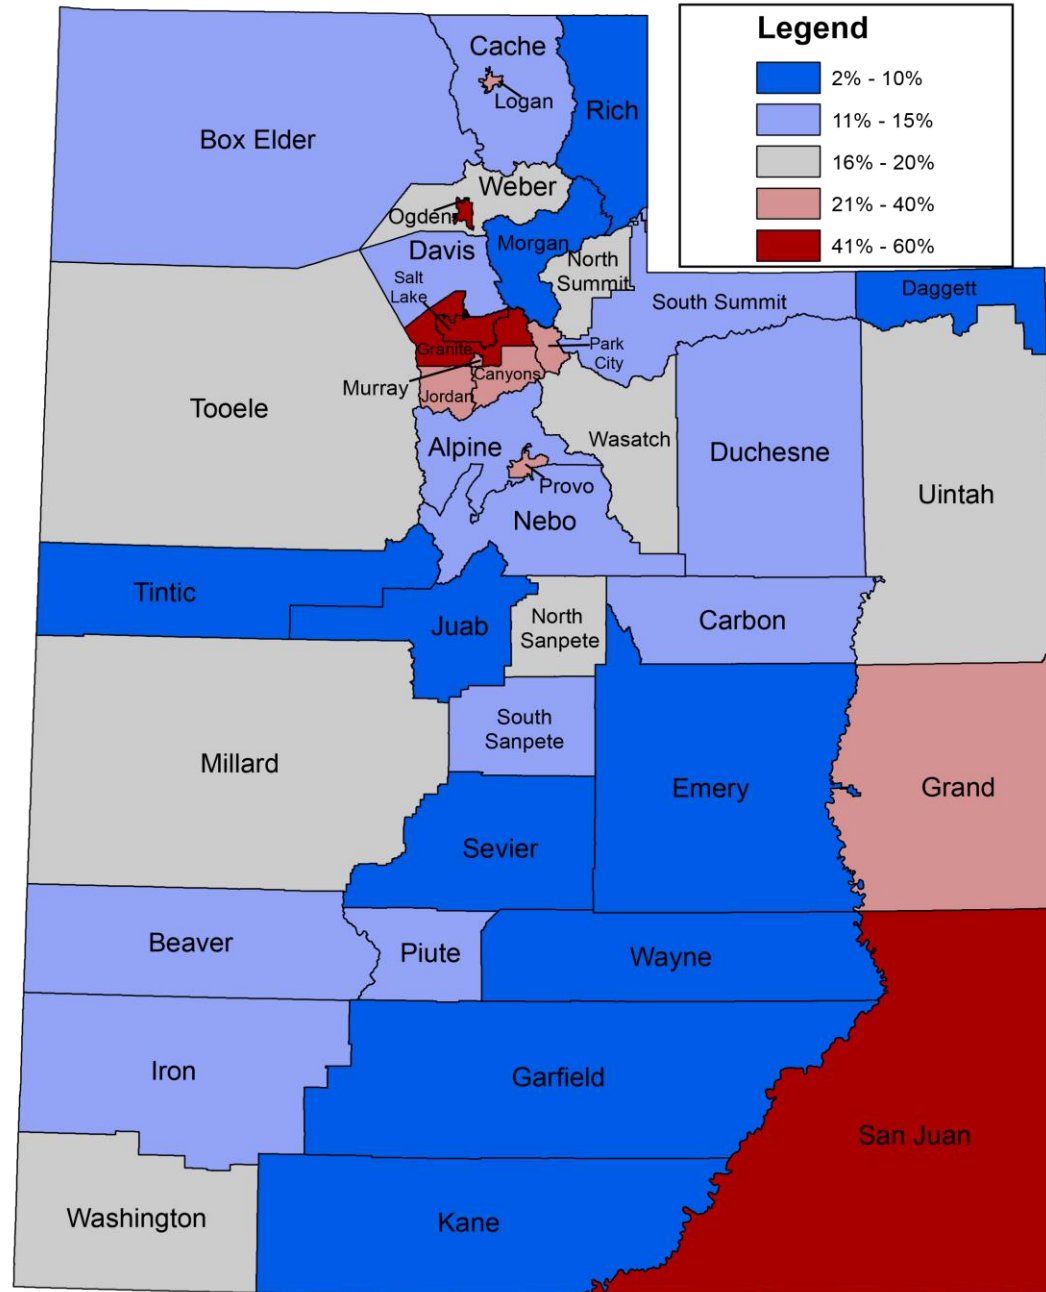 Legend
2% - 10%
11% - 15%
16% - 20%
21% - 40%
41% - 60%
Cache
Logan
Rich
Box Elder
Weber
Ogden
Morgan
Davis
North
Summit
Salt
Lake
South Summit
Daggett
Granite
Park
City
Murray
Canyons
Jordan
Tooele
Alpine
Wasatch
Duchesne
Provo
Uintah
Nebo
Tintic
Juab
North
Sanpete
Carbon
South
Sanpete
Millard
Emery
Grand
Sevier
Beaver
Piute
Wayne
Iron
Garfield
San Juan
Washington
Kane